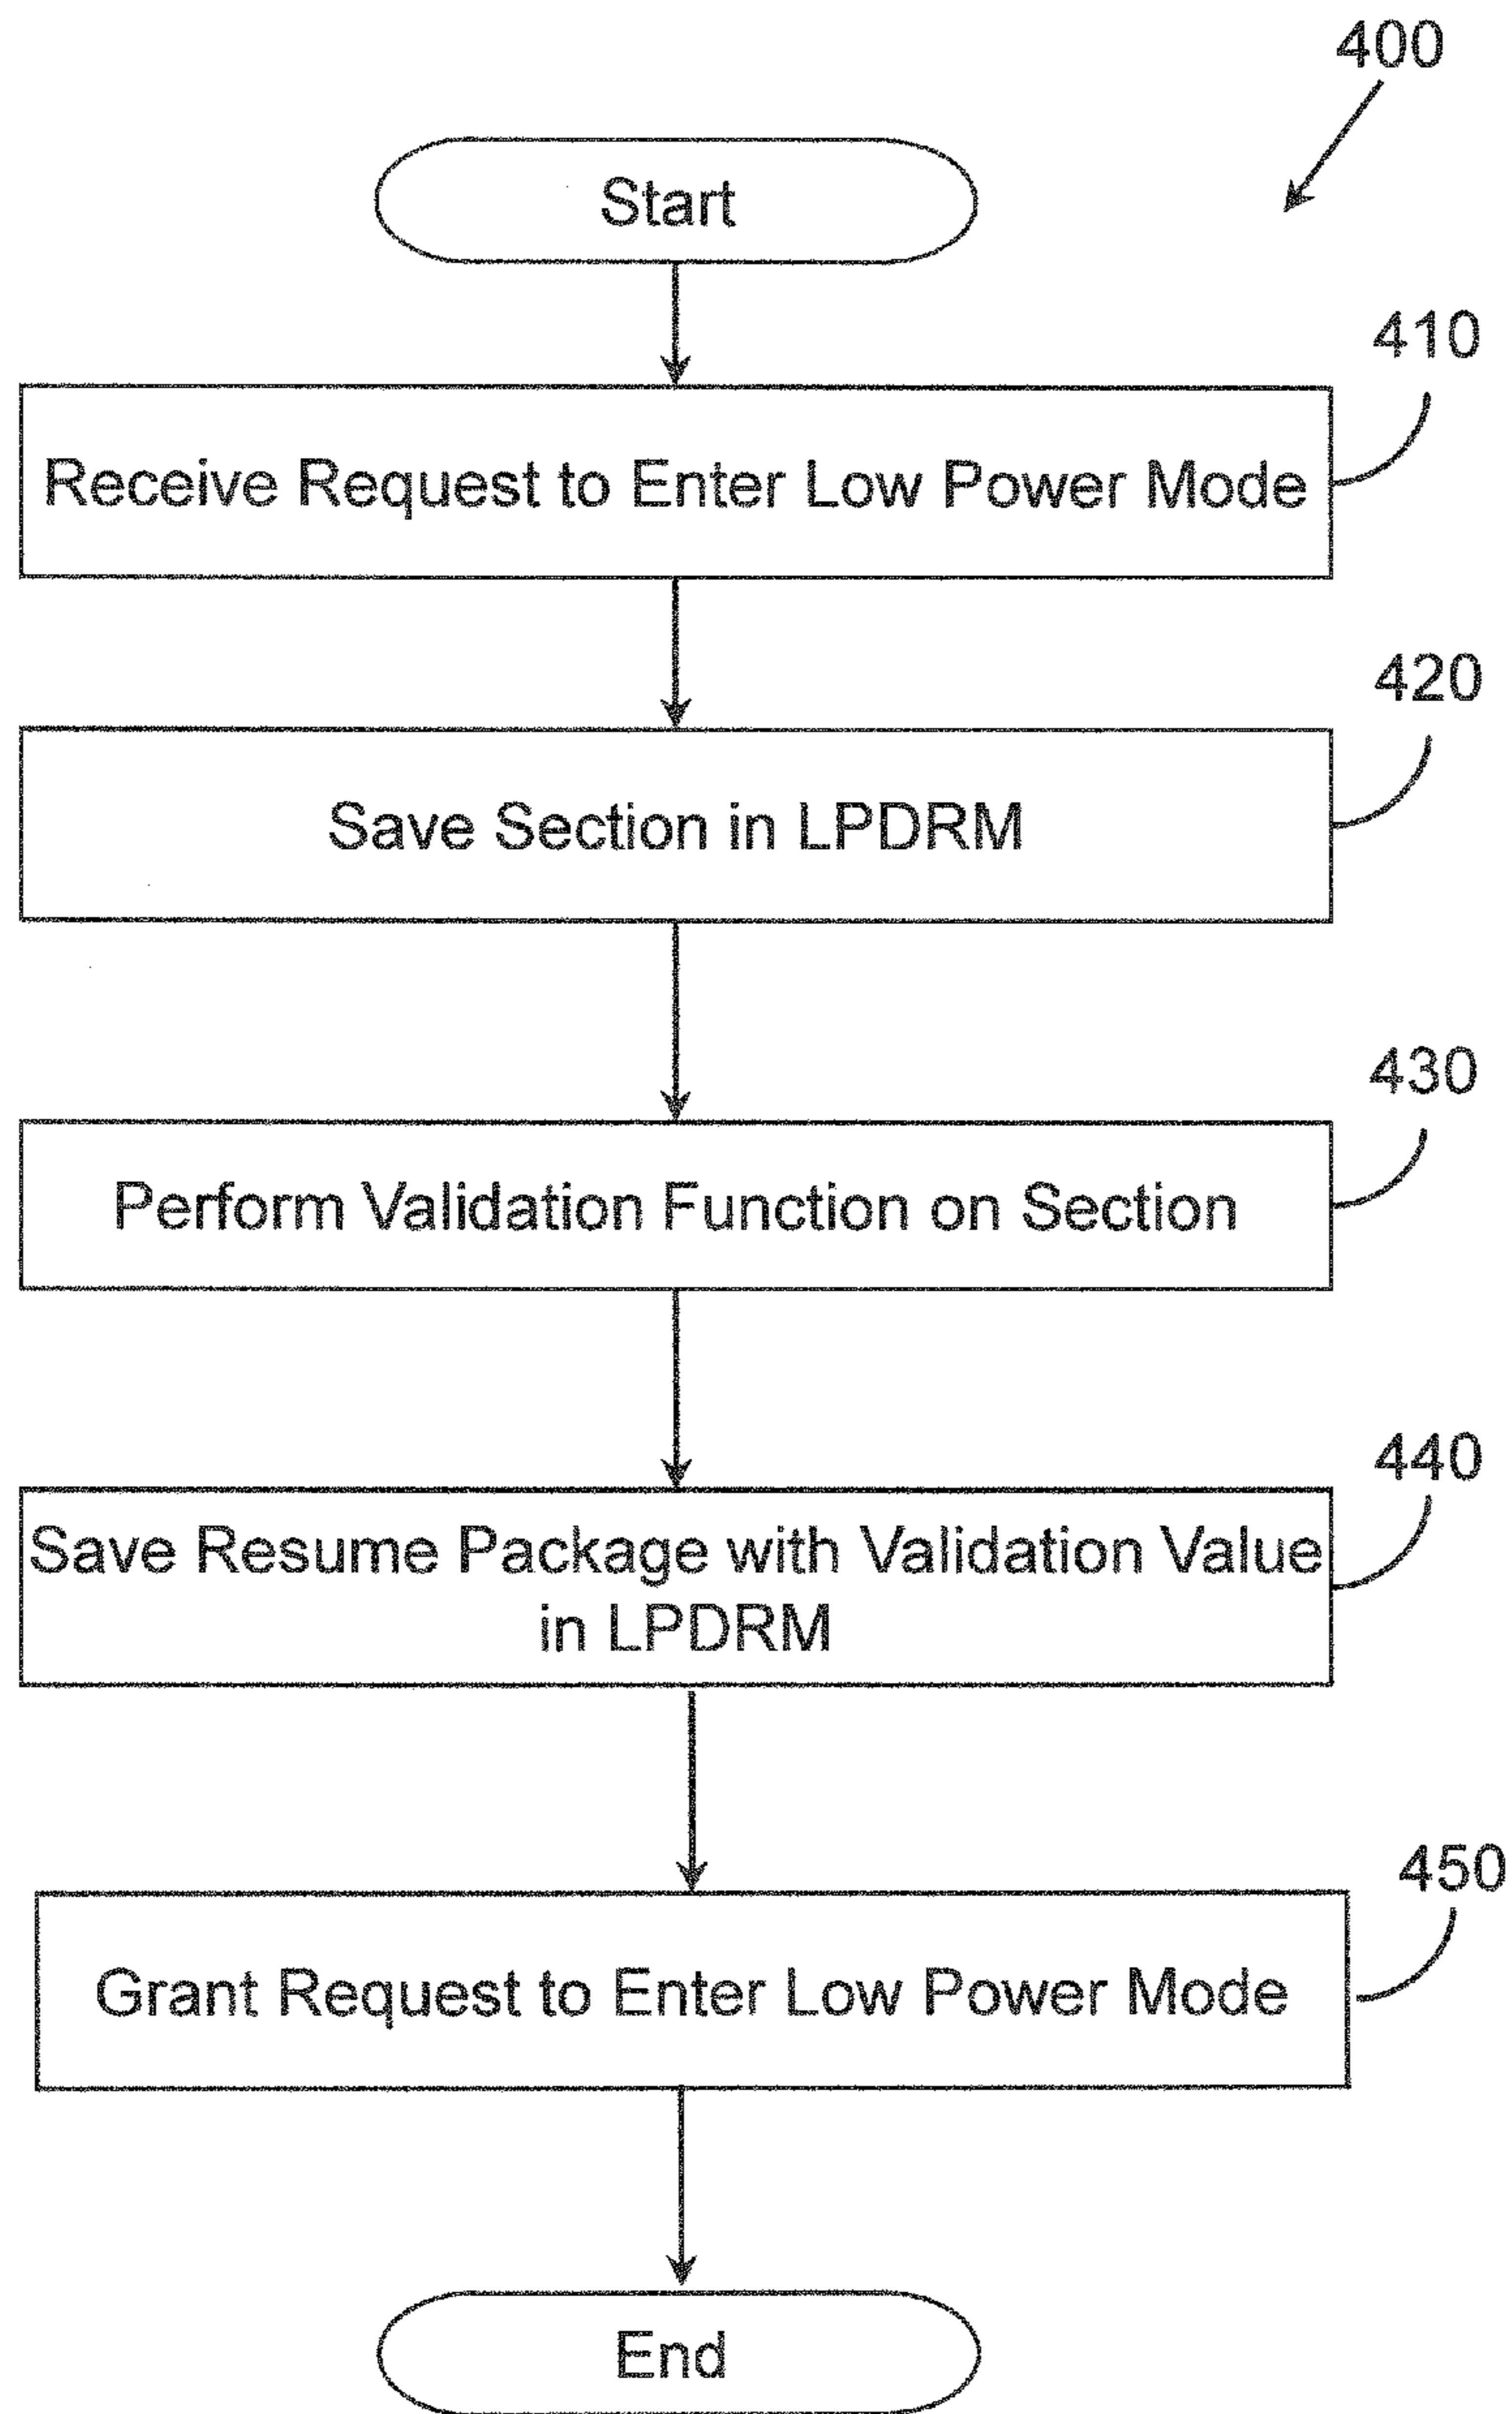 400
Start
410
Receive Request to Enter Low Power Mode
420
Save Section in LPDRM
430
Perform Validation Function on Section
440
Save Resume Package with Validation Value
in LPDRM
450
Grant Request to Enter Low Power Mode
End